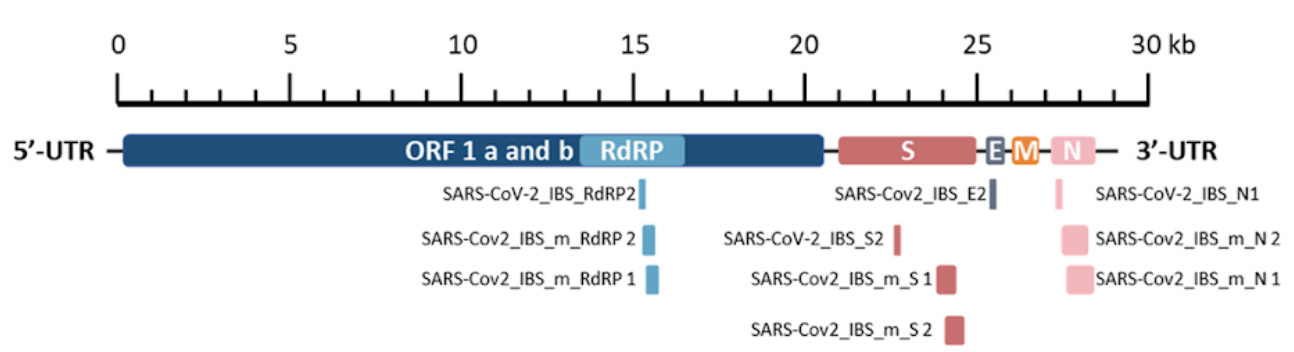 0 5 10 15 20 25 30 kb
5’-UTR ORF 1 a and b RdRP S E M N 3’-UTR
SARS-CoV-2_IBS_RdRP2 SARS-Cov2_IBS_E2 SARS-CoV-2_IBS_N1
SARS-Cov2_IBS_m_RdRP 2 SARS-CoV-2_IBS_S2 SARS-Cov2_IBS_m_N 2
SARS-Cov2_IBS_m_RdRP 1 SARS-Cov2_IBS_m_S 1 SARS-Cov2_IBS_m_N 1
SARS-Cov2_IBS_m_S 2